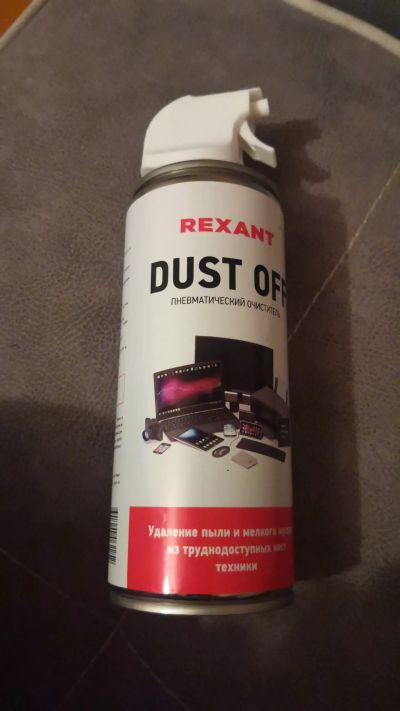 REXANT
DUST OFF
ПНЕВМАТИЧЕСКИЙ ОЧИСТИТЕЛЬ
Удаление пыли и мелкого
из труднодоступных мест
техники